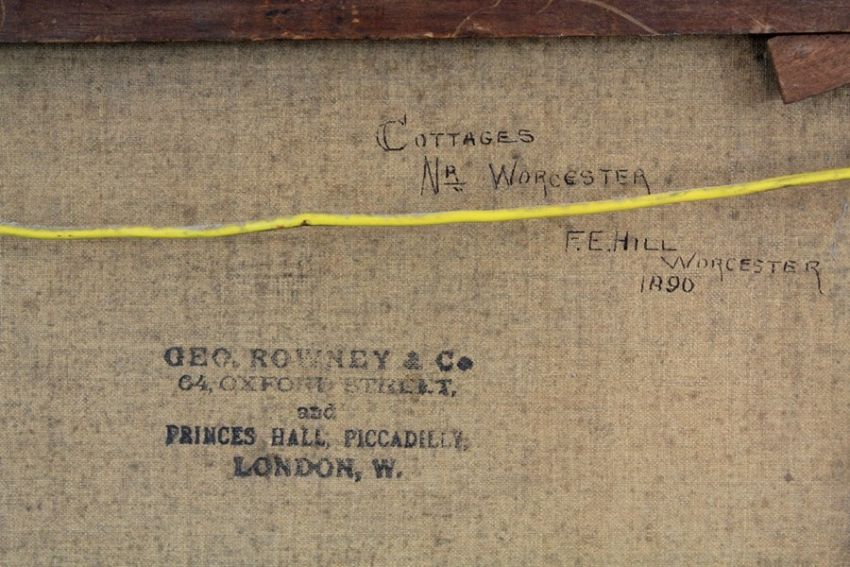 COTTAGES
NR WORCESTER
F.E. HILL
WORCESTER
1890
GEO. ROWNEY & Co
64, OXFORD STREET,
and
PRINCES HALL, PICCADILLY,
LONDON, W.